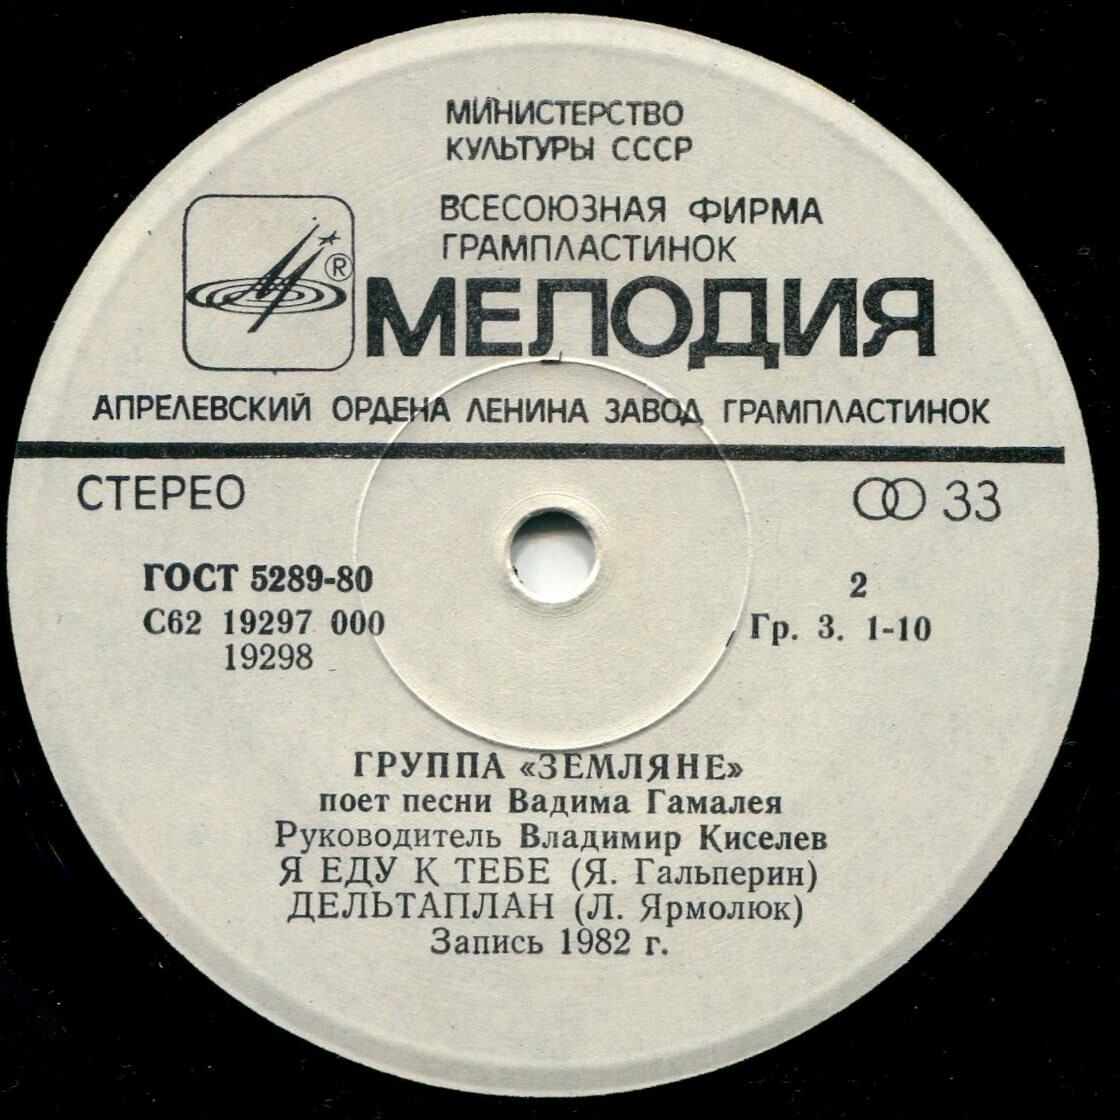 МИНИСТЕРСТВО
КУЛЬТУРЫ СССР
ВСЕСОЮЗНАЯ ФИРМА
ГРАМПЛАСТИНОК
®
МЕЛОДИЯ
АПРЕЛЕВСКИЙ ОРДЕНА ЛЕНИНА ЗАВОД ГРАМПЛАСТИНОК
СТЕРЕО
33
ГОСТ 5289-80
С62 19297 000
19298
2
Гр. 3. 1-10
ГРУППА «ЗЕМЛЯНЕ»
поет песни Вадима Гамалея
Руководитель Владимир Киселев
Я ЕДУ К ТЕБЕ (Я. Гальперин)
ДЕЛЬТАПЛАН (Л. Ярмолюк)
Запись 1982 г.